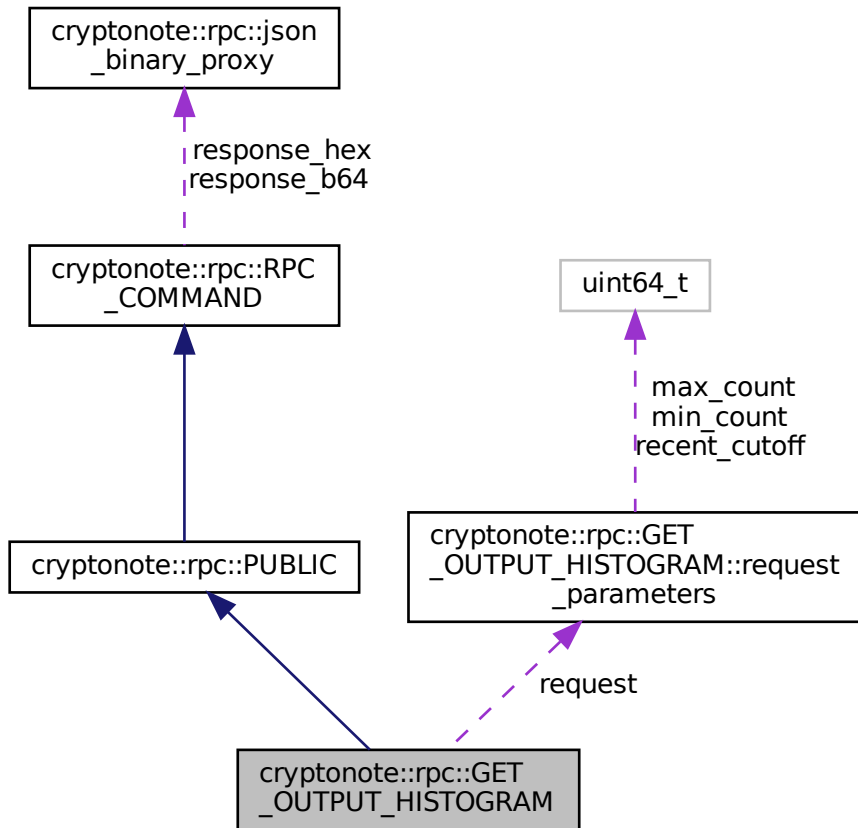 cryptonote::rpc::json
_binary_proxy
response_hex
response_b64
cryptonote::rpc::RPC
_COMMAND
uint64_t
max_count
min_count
recent_cutoff
cryptonote::rpc::PUBLIC
cryptonote::rpc::GET
_OUTPUT_HISTOGRAM::request
_parameters
request
cryptonote::rpc::GET
_OUTPUT_HISTOGRAM